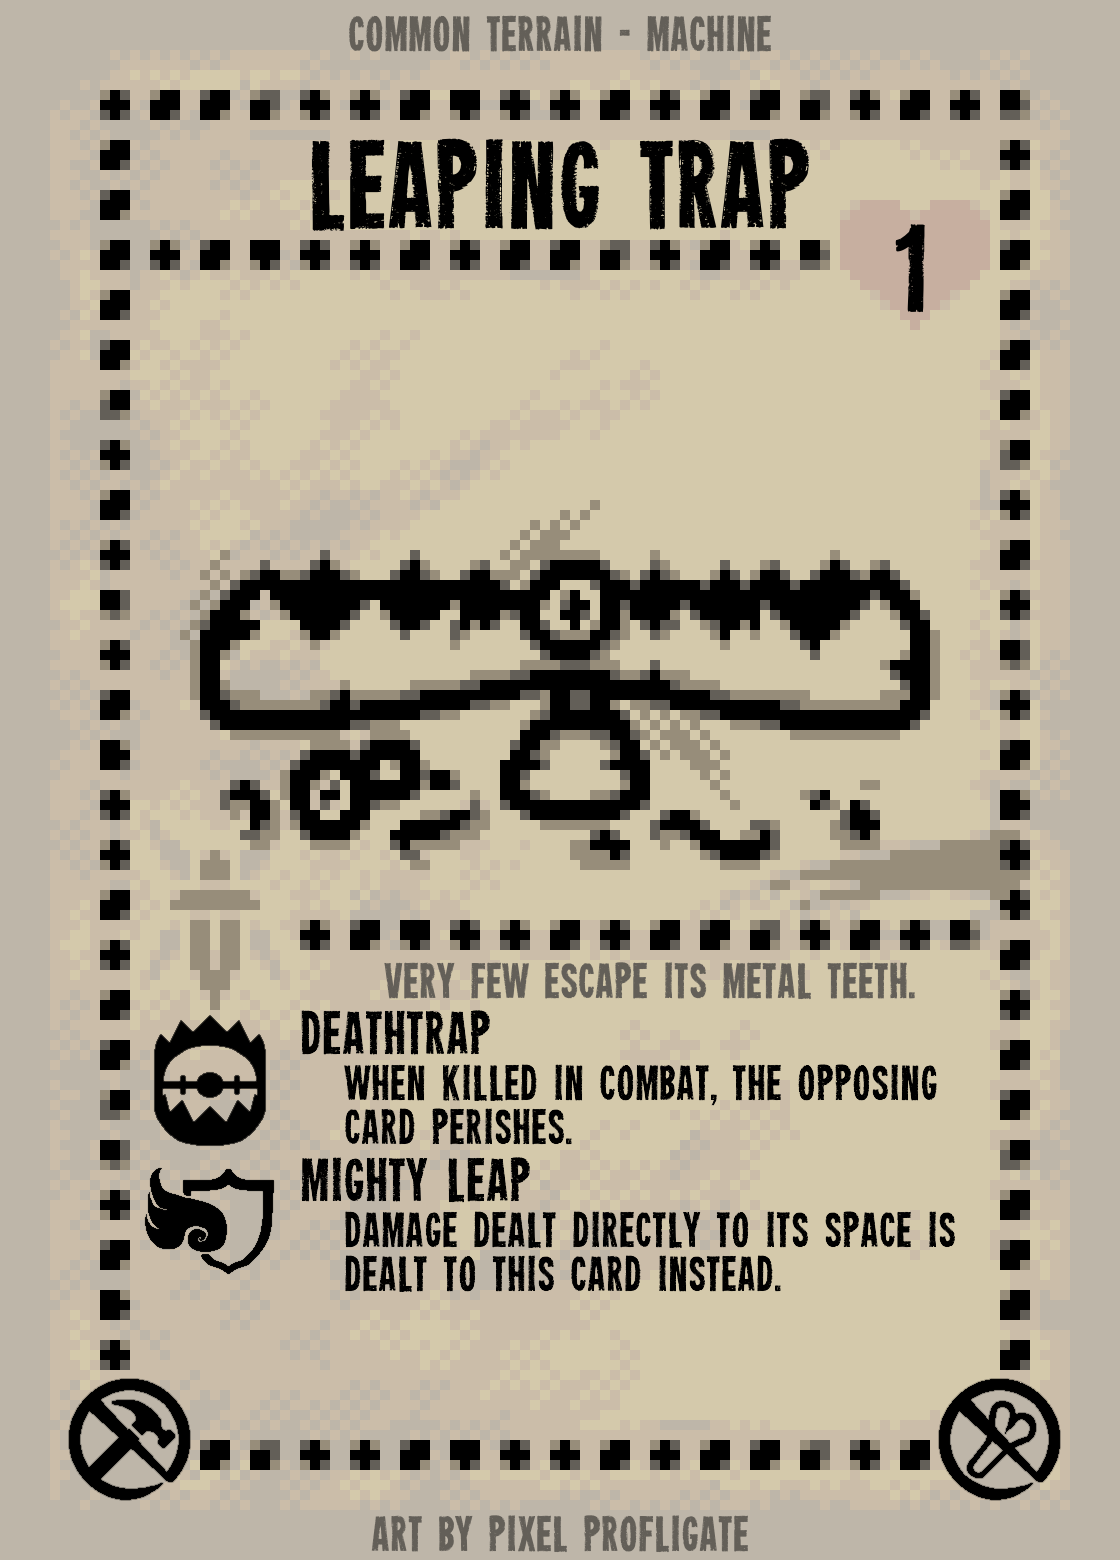 COMMON TERRAIN - MACHINE
LEAPING TRAP
1
VERY FEW ESCAPE ITS METAL TEETH.
DEATHTRAP
WHEN KILLED IN COMBAT, THE OPPOSING
CARD PERISHES.
MIGHTY LEAP
DAMAGE DEALT DIRECTLY TO ITS SPACE IS
DEALT TO THIS CARD INSTEAD.
ART BY PIXEL PROFLIGATE